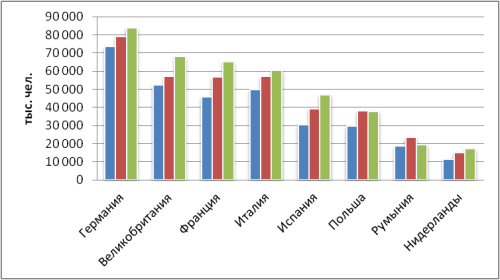 90 000
80 000
70 000
60 000
50 000
40 000
30 000
20 000
10 000
0
тыс. чел.
Германия
Великобритания
Франция
Италия
Испания
Польша
Румыния
Нидерланды